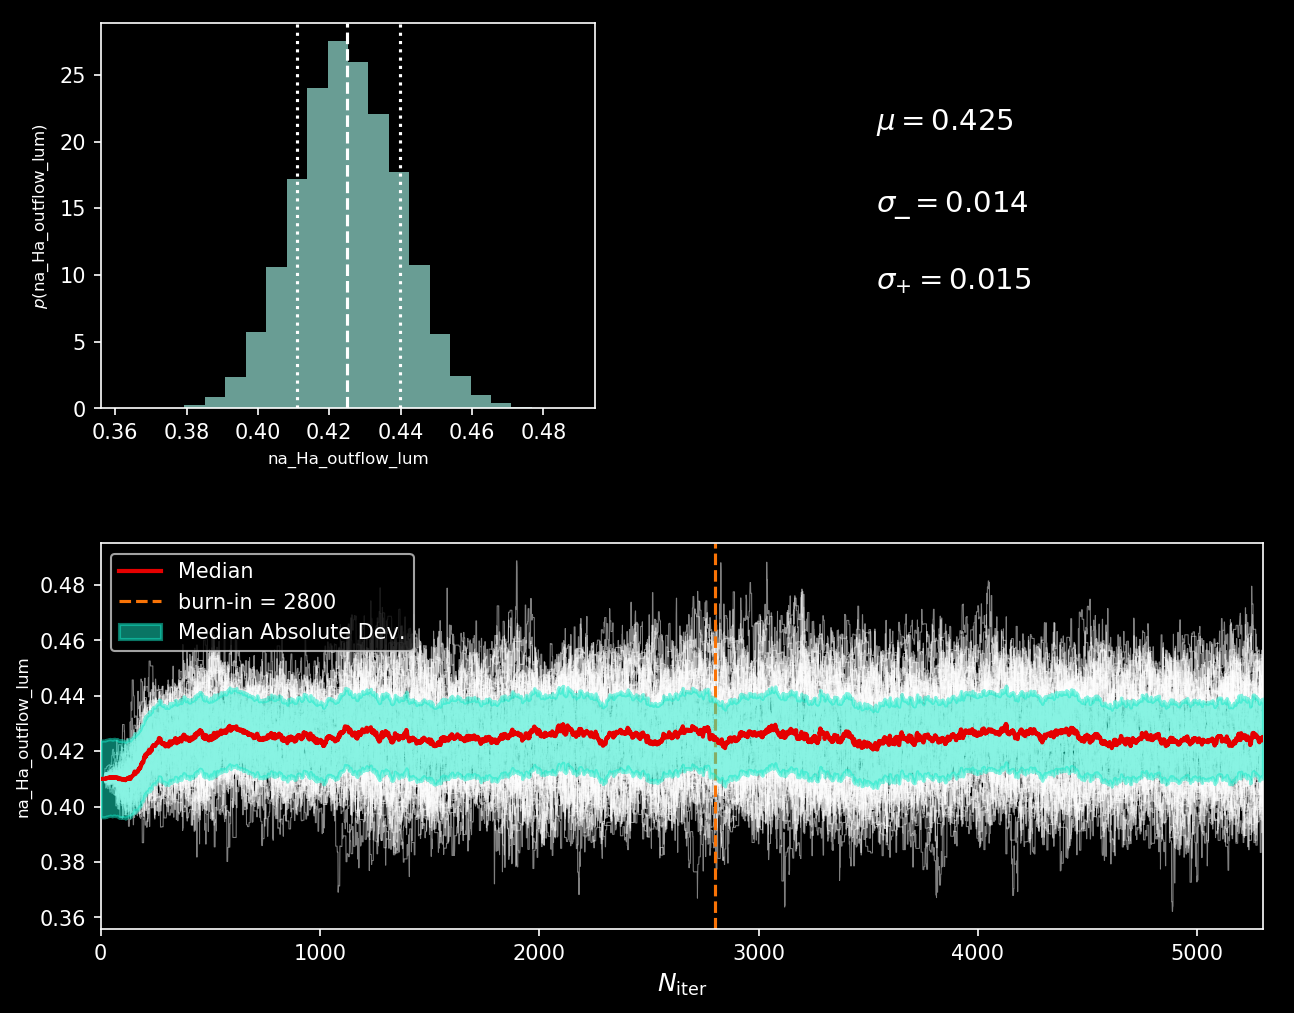 25
20
15
10
5
0
p(na_Ha_outflow_lum)
0.36 0.38 0.40 0.42 0.44 0.46 0.48
na_Ha_outflow_lum
μ = 0.425
σ₋ = 0.014
σ₊ = 0.015
Median
burn-in = 2800
Median Absolute Dev.
0.48
0.46
0.44
0.42
0.40
0.38
0.36
na_Ha_outflow_lum
0 1000 2000 3000 4000 5000
N_iter